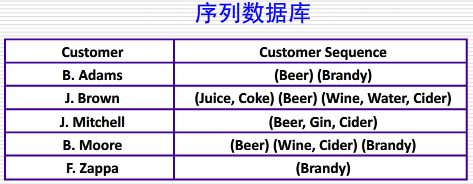 序列数据库
Customer Customer Sequence
B. Adams (Beer) (Brandy)
J. Brown (Juice, Coke) (Beer) (Wine, Water, Cider)
J. Mitchell (Beer, Gin, Cider)
B. Moore (Beer) (Wine, Cider) (Brandy)
F. Zappa (Brandy)